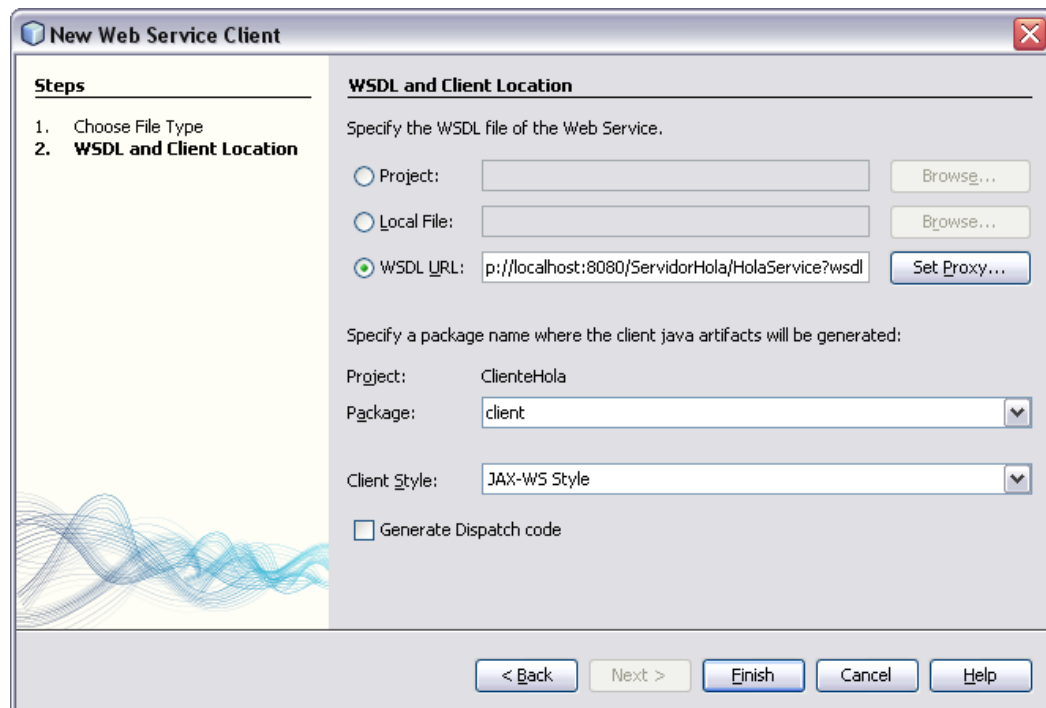 New Web Service Client
Steps
1. Choose File Type
2. WSDL and Client Location
WSDL and Client Location
Specify the WSDL file of the Web Service.
Project:
Browse...
Local File:
Browse...
WSDL URL: p://localhost:8080/ServidorHola/HolaService?wsdl Set Proxy...
Specify a package name where the client java artifacts will be generated:
Project: ClienteHola
Package: client
Client Style: JAX-WS Style
Generate Dispatch code
< Back Next > Finish Cancel Help